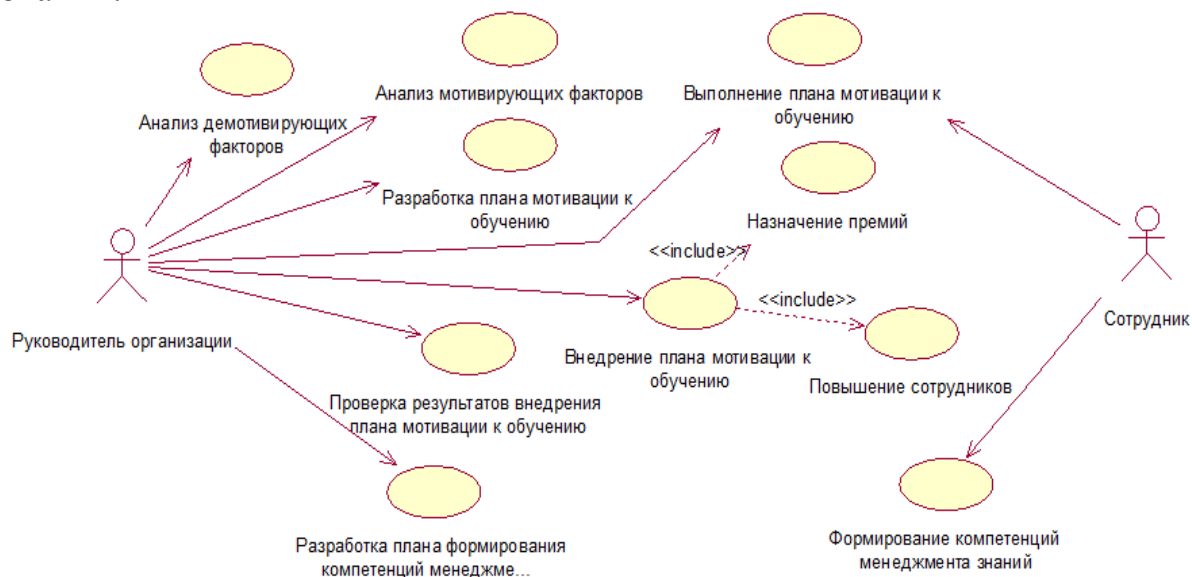 Анализ демотивирующих
факторов
Анализ мотивирующих факторов
Выполнение плана мотивации к
обучению
Разработка плана мотивации к
обучению
Назначение премий
<<include>>
<<include>>
Руководитель организации
Сотрудник
Внедрение плана мотивации к
обучению
Повышение сотрудников
Проверка результатов внедрения
плана мотивации к обучению
Разработка плана формирования
компетенций менеджме...
Формирование компетенций
менеджмента знаний